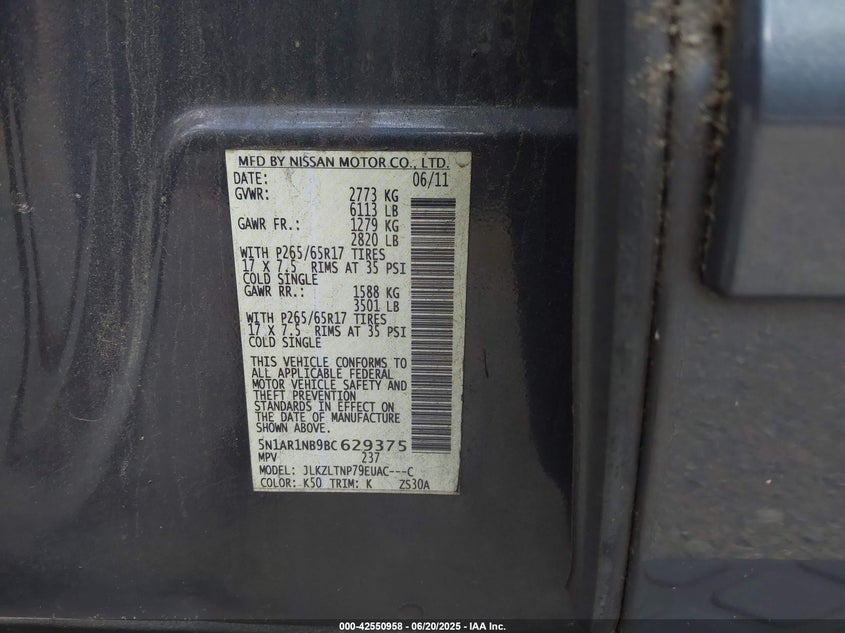 MFD BY NISSAN MOTOR CO., LTD.
DATE: 06/11
GVWR: 2773 KG
6113 LB
GAWR FR.: 1279 KG
2820 LB
WITH P265/65R17 TIRES
17 X 7.5 RIMS AT 35 PSI
COLD SINGLE
GAWR RR.: 1588 KG
3501 LB
WITH P265/65R17 TIRES
17 X 7.5 RIMS AT 35 PSI
COLD SINGLE
THIS VEHICLE CONFORMS TO
ALL APPLICABLE FEDERAL
MOTOR VEHICLE SAFETY AND
THEFT PREVENTION
STANDARDS IN EFFECT ON
THE DATE OF MANUFACTURE
SHOWN ABOVE.
5N1AR1NB9BC629375
MPV 237
MODEL: JLKZLTNP79EUAC---C
COLOR: K50 TRIM: K ZS30A
000-42550958 - 06/20/2025 - IAA Inc.